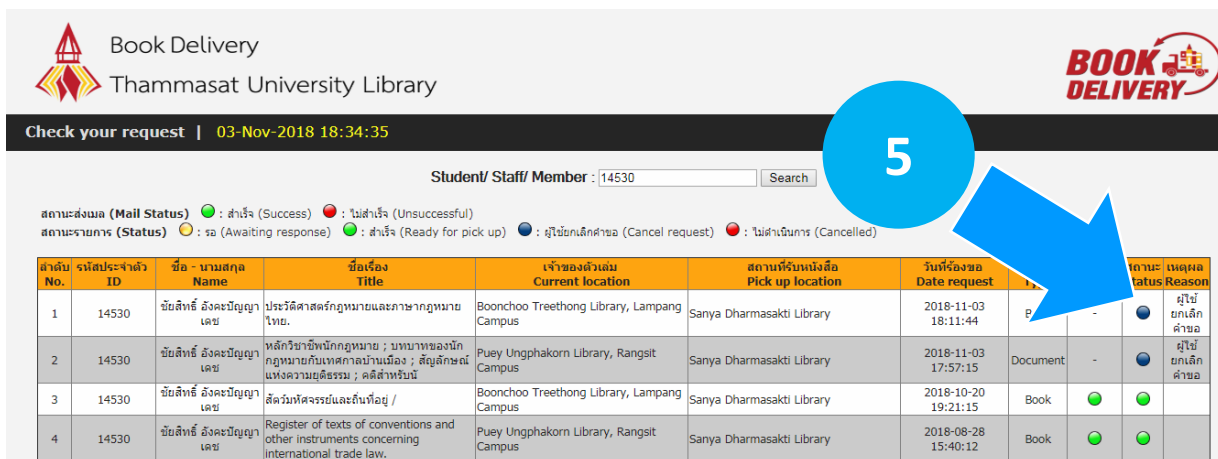 Book Delivery
Thammasat University Library
BOOK DELIVERY
Check your request | 03-Nov-2018 18:34:35
5
Student/ Staff/ Member : 14530 Search
สถานะส่งเมล (Mail Status) : สำเร็จ (Success) : ไม่สำเร็จ (Unsuccessful)
สถานะรายการ (Status) : รอ (Awaiting response) : สำเร็จ (Ready for pick up) : ผู้ใช้ยกเลิกคำขอ (Cancel request) : ไม่ดำเนินการ (Cancelled)
ลำดับ รหัสประจำตัว ชื่อ - นามสกุล ชื่อเรื่อง เจ้าของตัวเล่ม สถานที่รับหนังสือ วันที่ร้องขอ สถานะ เหตุผล
No. ID Name Title Current location Pick up location Date request Status Reason
1 14530 ชัยสิทธิ์ อังคะปัญญาเดช ประวัติศาสตร์กฎหมายและภาษากฎหมายไทย. Boonchoo Treethong Library, Lampang Campus Sanya Dharmasakti Library 2018-11-03 18:11:44 - ผู้ใช้ยกเลิกคำขอ
2 14530 ชัยสิทธิ์ อังคะปัญญาเดช หลักวิชาชีพนักกฎหมาย ; บทบาทของนักกฎหมายกับเทศกาลบ้านเมือง ; สัญลักษณ์แห่งความยุติธรรม ; คดีสำหรับนั Puey Ungphakorn Library, Rangsit Campus Sanya Dharmasakti Library 2018-11-03 17:57:15 Document - ผู้ใช้ยกเลิกคำขอ
3 14530 ชัยสิทธิ์ อังคะปัญญาเดช สัตว์มหัศจรรย์และถิ่นที่อยู่ / Boonchoo Treethong Library, Lampang Campus Sanya Dharmasakti Library 2018-10-20 19:21:15 Book
4 14530 ชัยสิทธิ์ อังคะปัญญาเดช Register of texts of conventions and other instruments concerning international trade law. Puey Ungphakorn Library, Rangsit Campus Sanya Dharmasakti Library 2018-08-28 15:40:12 Book